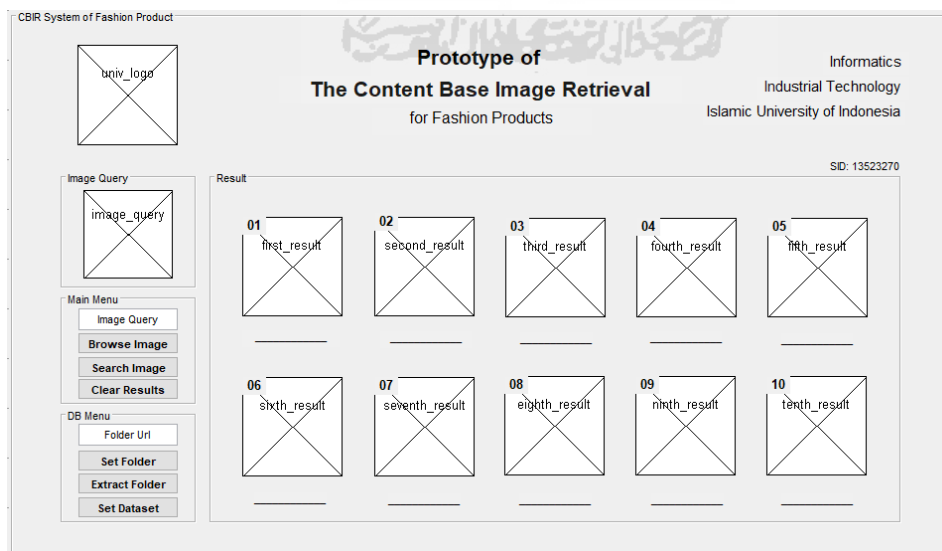 CBIR System of Fashion Product
univ_logo
Prototype of
The Content Base Image Retrieval
for Fashion Products
Informatics
Industrial Technology
Islamic University of Indonesia
SID: 13523270
Image Query
image_query
Main Menu
Image Query
Browse Image
Search Image
Clear Results
DB Menu
Folder Url
Set Folder
Extract Folder
Set Dataset
Result
01
first_result
02
second_result
03
third_result
04
fourth_result
05
fifth_result
06
sixth_result
07
seventh_result
08
eighth_result
09
ninth_result
10
tenth_result